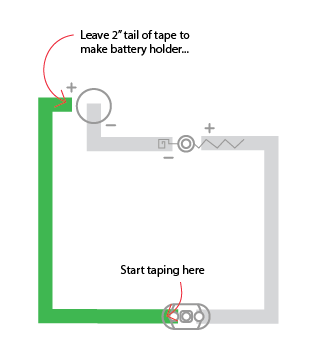 Leave 2" tail of tape to
make battery holder...
+
−
+
−
Start taping here